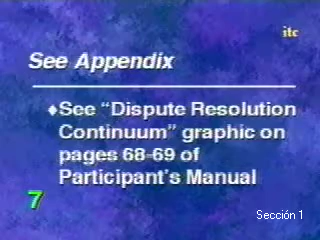 itc
See Appendix
♦See “Dispute Resolution
Continuum” graphic on
pages 68-69 of
Participant's Manual
7
Sección 1